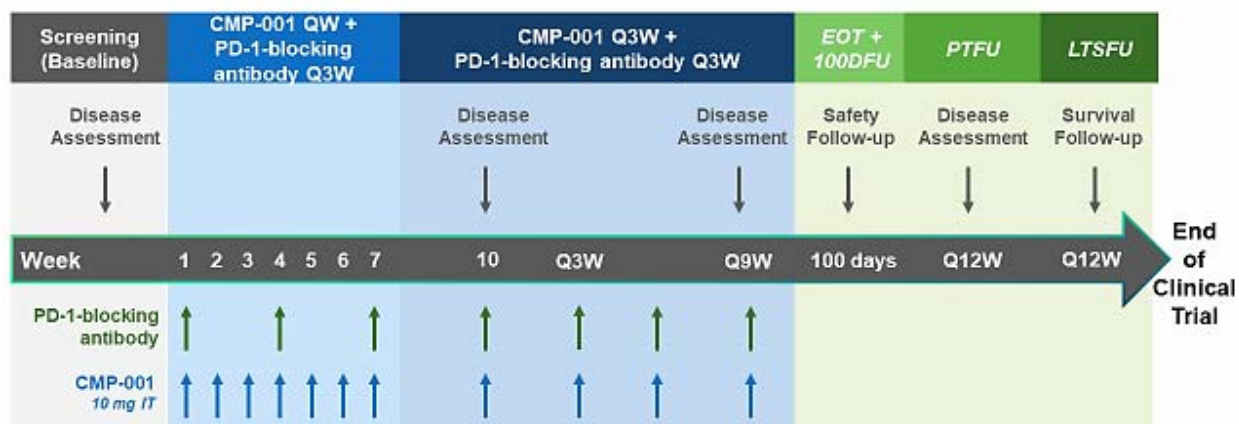 Screening
(Baseline)
CMP-001 QW +
PD-1-blocking
antibody Q3W
CMP-001 Q3W +
PD-1-blocking antibody Q3W
EOT +
100DFU
PTFU
LTSFU
Disease
Assessment
Disease
Assessment
Disease
Assessment
Safety
Follow-up
Disease
Assessment
Survival
Follow-up
Week 1 2 3 4 5 6 7 10 Q3W Q9W 100 days Q12W Q12W
End
of
Clinical
Trial
PD-1-blocking
antibody
CMP-001
10 mg IT